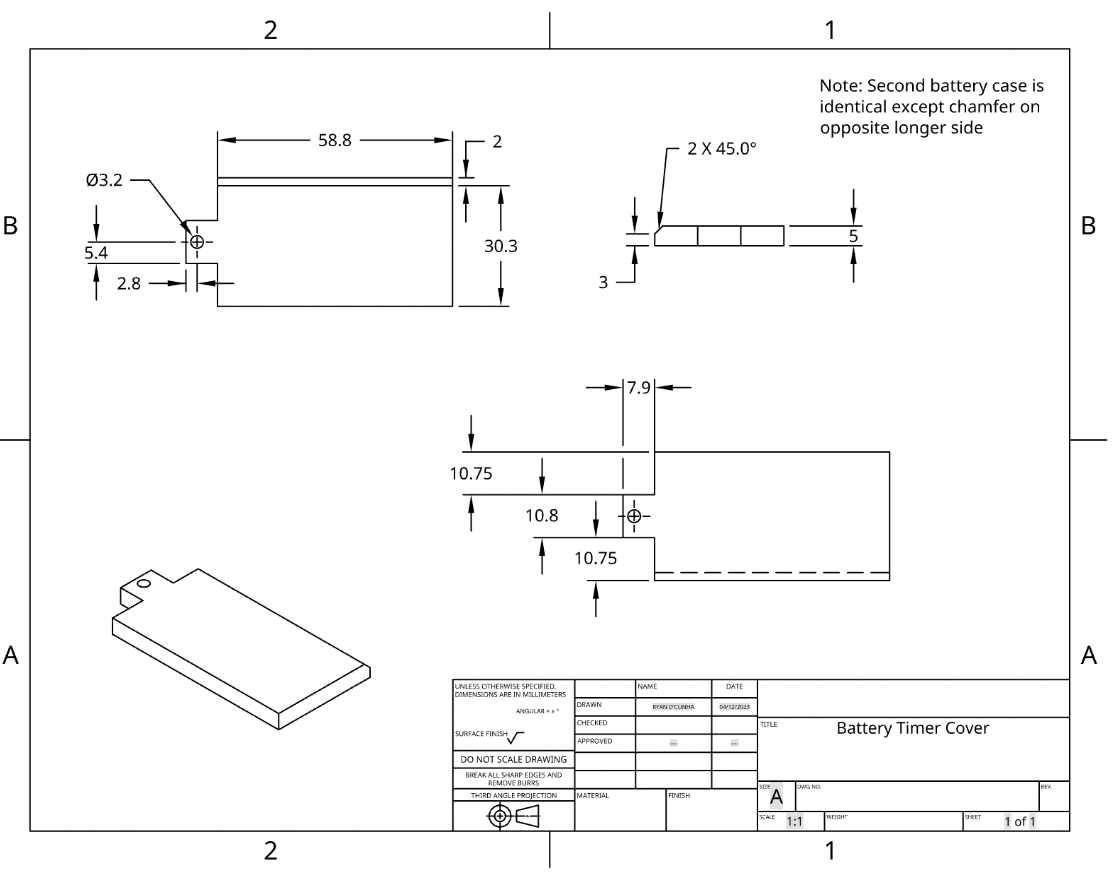 2
1
Note: Second battery case is
identical except chamfer on
opposite longer side
58.8
2
2 X 45.0°
Ø3.2
B
B
5.4
30.3
5
2.8
3
7.9
10.75
10.8
10.75
A
A
UNLESS OTHERWISE SPECIFIED,
DIMENSIONS ARE IN MILLIMETERS
ANGULAR = ± °
SURFACE FINISH
DO NOT SCALE DRAWING
BREAK ALL SHARP EDGES AND
REMOVE BURRS
THIRD ANGLE PROJECTION
NAME
DATE
DRAWN
RYAN D'CUNHA
04/12/2023
CHECKED
APPROVED
MATERIAL
FINISH
TITLE
Battery Timer Cover
SIZE
A
DWG NO.
REV.
SCALE
1:1
WEIGHT
SHEET
1 of 1
2
1